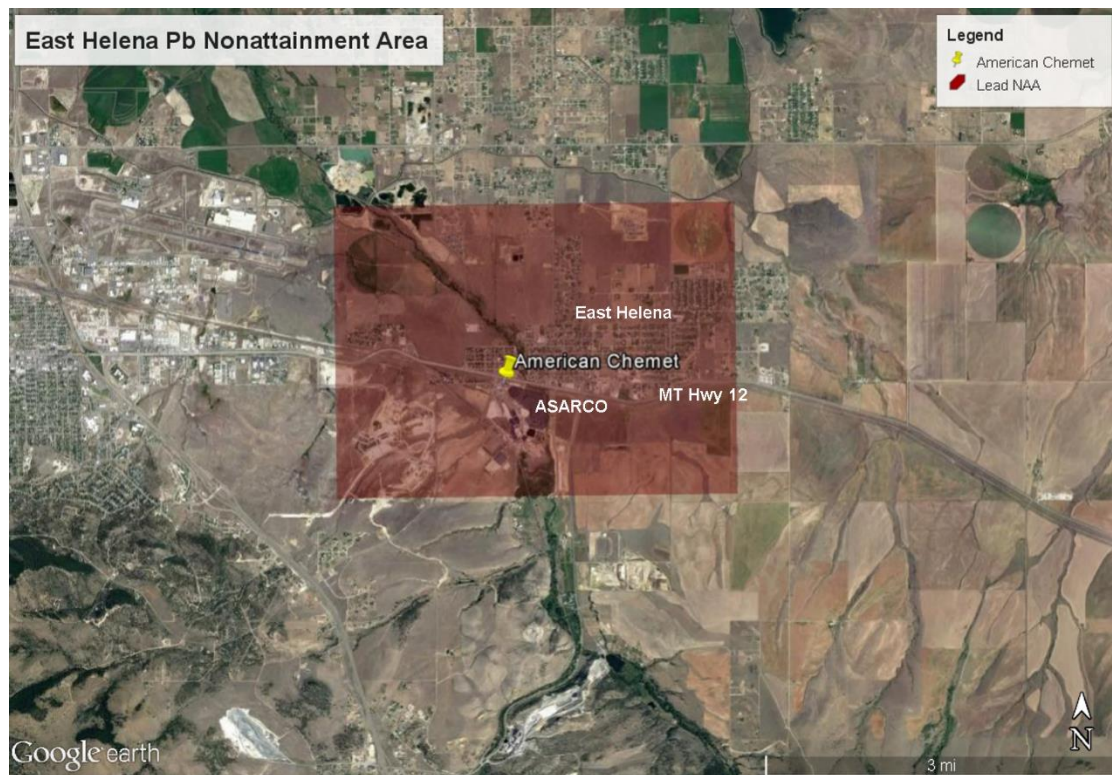 East Helena Pb Nonattainment Area
Legend
American Chemet
Lead NAA
East Helena
American Chemet
MT Hwy 12
ASARCO
Google earth
N
3 mi